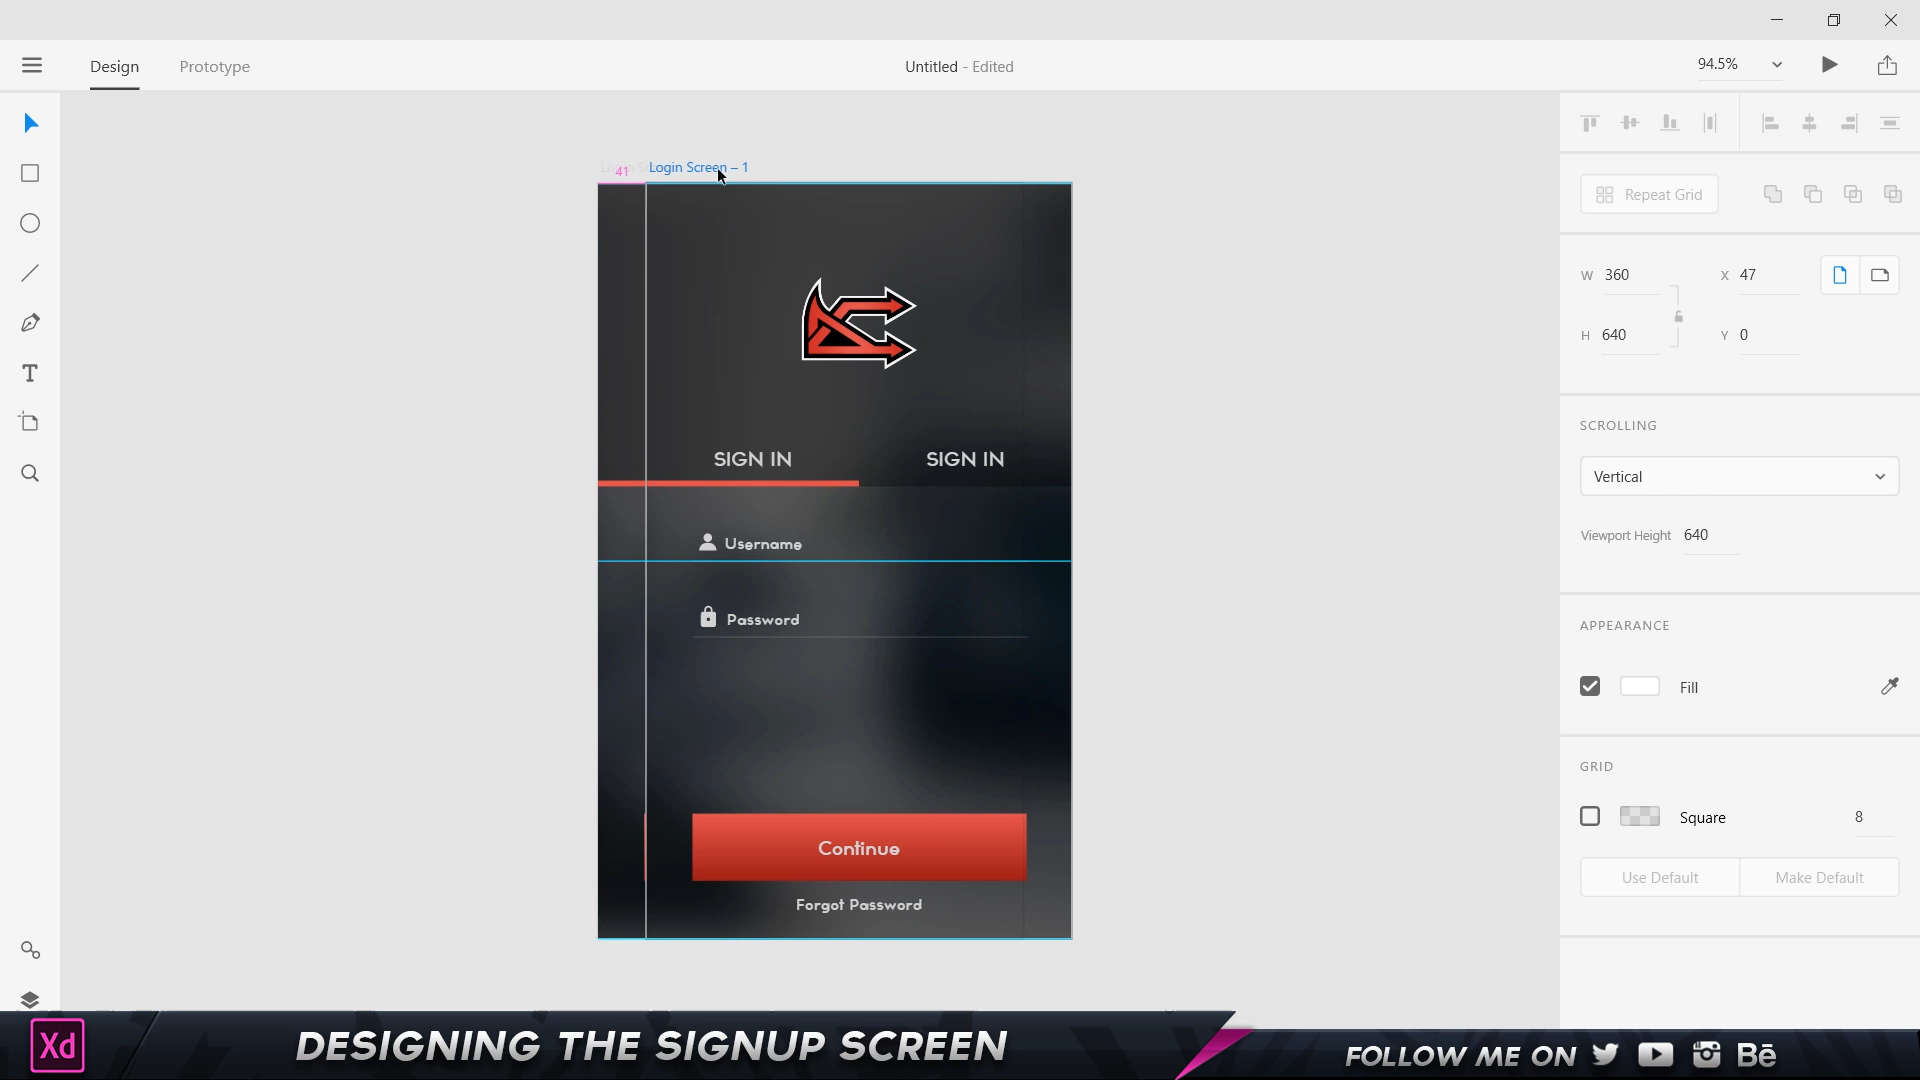 Design Prototype Untitled - Edited 94.5%
41 Login Screen – 1
SIGN IN SIGN IN
Username
Password
Continue
Forgot Password
Repeat Grid
W 360 X 47
H 640 Y 0
SCROLLING
Vertical
Viewport Height 640
APPEARANCE
Fill
GRID
Square 8
Use Default Make Default
Xd DESIGNING THE SIGNUP SCREEN FOLLOW ME ON Bē